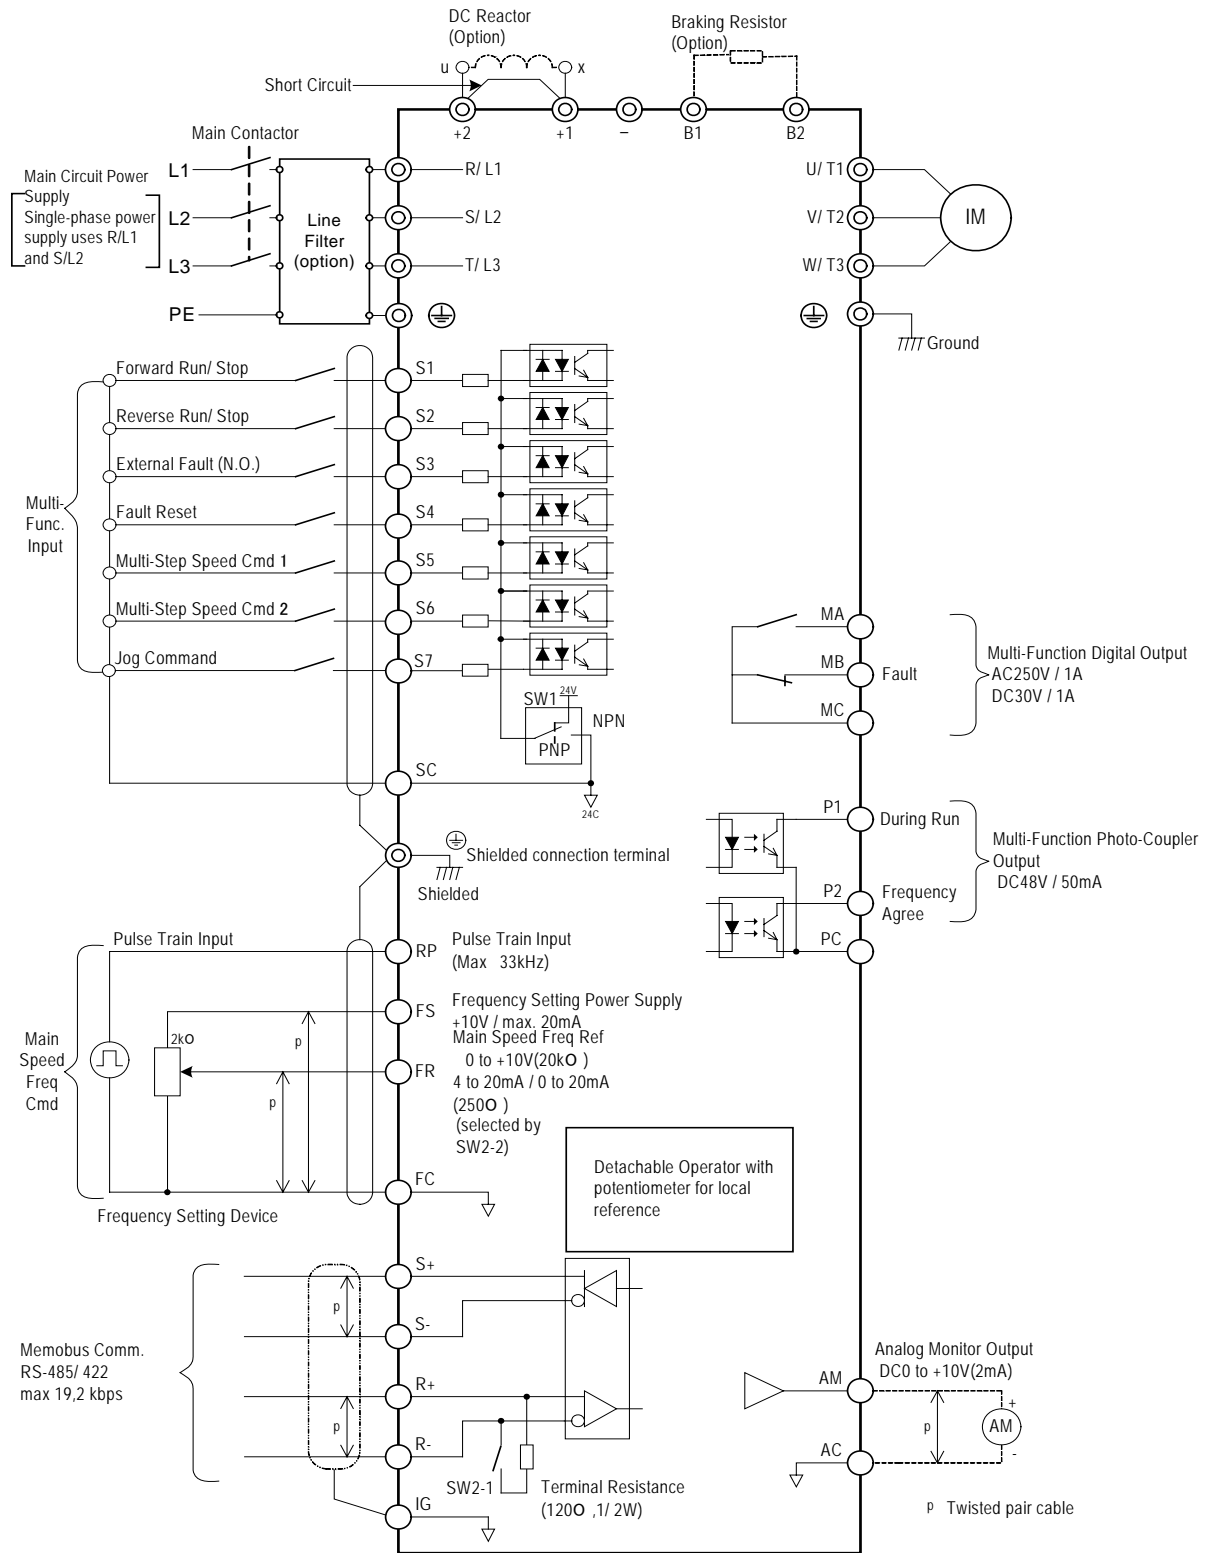 DC Reactor
(Option)
Braking Resistor
(Option)
u
x
Short Circuit
+2
+1
–
B1
B2
Main Contactor
Main Circuit Power
Supply
Single-phase power
supply uses R/L1
and S/L2
L1
L2
L3
PE
Line
Filter
(option)
R/ L1
S/ L2
T/ L3
U/ T1
V/ T2
W/ T3
IM
Ground
Multi-
Func.
Input
Forward Run/ Stop
S1
Reverse Run/ Stop
S2
External Fault (N.O.)
S3
Fault Reset
S4
Multi-Step Speed Cmd 1
S5
Multi-Step Speed Cmd 2
S6
Jog Command
S7
SW1
24V
NPN
PNP
SC
24C
Shielded connection terminal
Shielded
MA
MB
Fault
MC
Multi-Function Digital Output
AC250V / 1A
DC30V / 1A
P1
During Run
P2
Frequency
Agree
PC
Multi-Function Photo-Coupler
Output
DC48V / 50mA
Main
Speed
Freq
Cmd
Pulse Train Input
RP
Pulse Train Input
(Max 33kHz)
2kO
p
p
FS
Frequency Setting Power Supply
+10V / max. 20mA
Main Speed Freq Ref
0 to +10V(20kO )
FR
4 to 20mA / 0 to 20mA
(250O )
(selected by
SW2-2)
FC
Frequency Setting Device
Detachable Operator with
potentiometer for local
reference
Memobus Comm.
RS-485/ 422
max 19,2 kbps
S+
p
S-
R+
p
R-
IG
SW2-1
Terminal Resistance
(120O ,1/ 2W)
Analog Monitor Output
DC0 to +10V(2mA)
AM
p
+
AM
-
AC
p Twisted pair cable